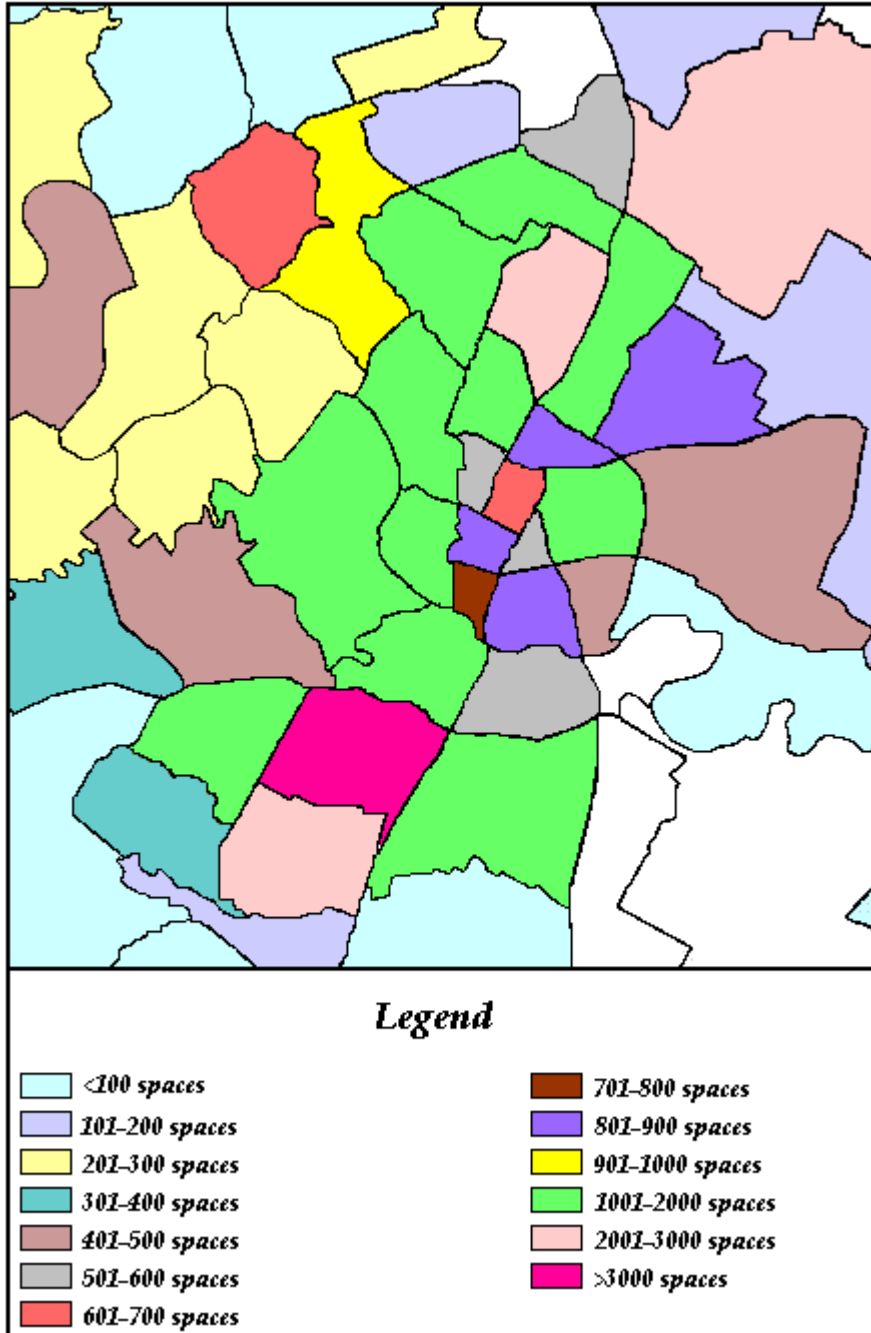 Legend
<100 spaces
101–200 spaces
201–300 spaces
301–400 spaces
401–500 spaces
501–600 spaces
601–700 spaces
701–800 spaces
801–900 spaces
901–1000 spaces
1001–2000 spaces
2001–3000 spaces
>3000 spaces